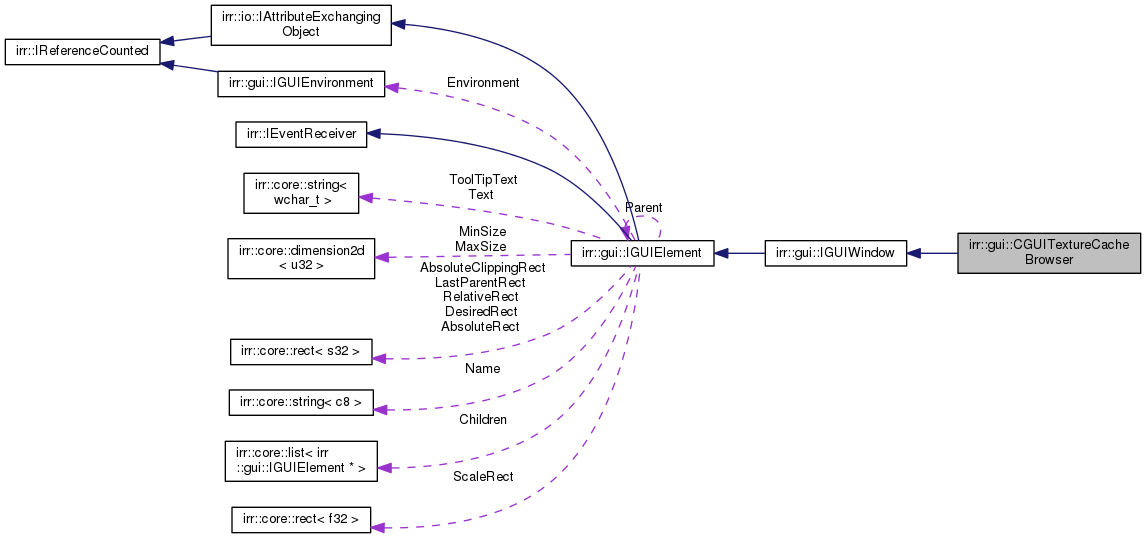 irr::io::IAttributeExchanging
Object
irr::IReferenceCounted
irr::gui::IGUIEnvironment
Environment
irr::IEventReceiver
irr::core::string<
wchar_t >
ToolTipText
Text
Parent
irr::core::dimension2d
< u32 >
MinSize
MaxSize
irr::gui::IGUIElement
irr::gui::IGUIWindow
irr::gui::CGUITextureCache
Browser
AbsoluteClippingRect
LastParentRect
RelativeRect
DesiredRect
AbsoluteRect
irr::core::rect< s32 >
Name
irr::core::string< c8 >
Children
irr::core::list< irr
::gui::IGUIElement * >
ScaleRect
irr::core::rect< f32 >